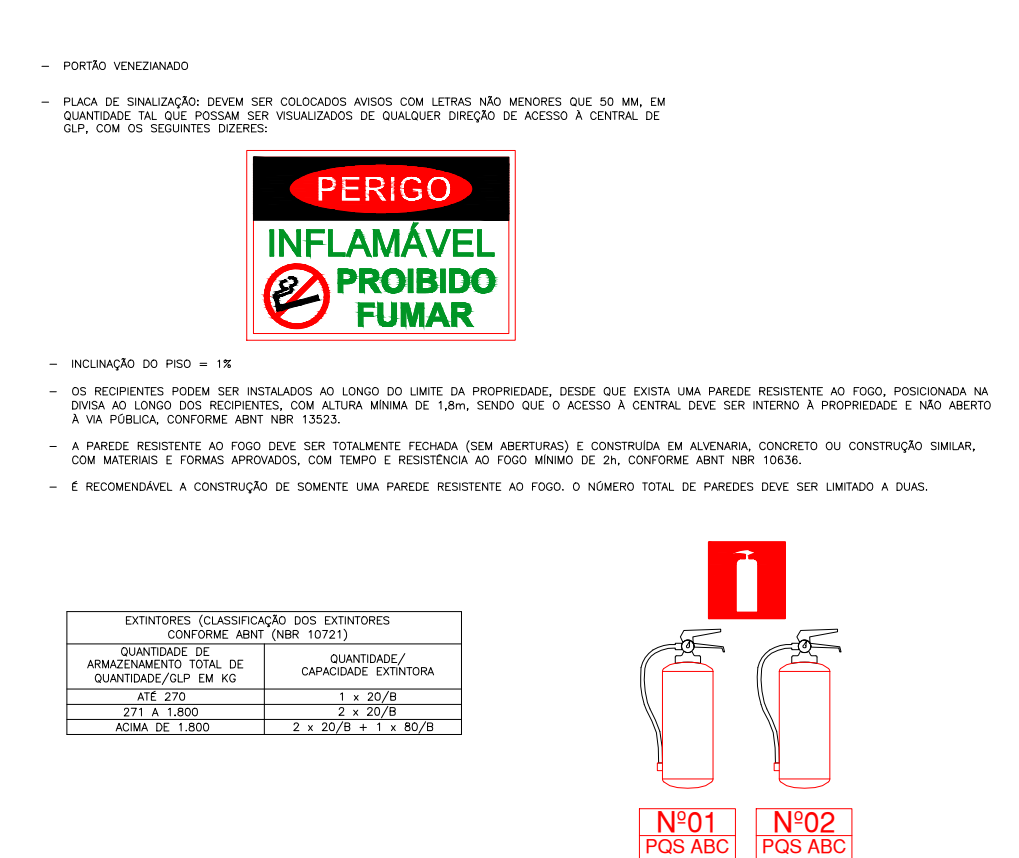 – PORTÃO VENEZIANADO
– PLACA DE SINALIZAÇÃO: DEVEM SER COLOCADOS AVISOS COM LETRAS NÃO MENORES QUE 50 MM, EM
QUANTIDADE TAL QUE POSSAM SER VISUALIZADOS DE QUALQUER DIREÇÃO DE ACESSO À CENTRAL DE
GLP, COM OS SEGUINTES DIZERES:
PERIGO
INFLAMÁVEL
PROIBIDO
FUMAR
– INCLINAÇÃO DO PISO = 1%
– OS RECIPIENTES PODEM SER INSTALADOS AO LONGO DO LIMITE DA PROPRIEDADE, DESDE QUE EXISTA UMA PAREDE RESISTENTE AO FOGO, POSICIONADA NA
DIVISA AO LONGO DOS RECIPIENTES, COM ALTURA MÍNIMA DE 1,8m, SENDO QUE O ACESSO À CENTRAL DEVE SER INTERNO À PROPRIEDADE E NÃO ABERTO
À VIA PÚBLICA, CONFORME ABNT NBR 13523.
– A PAREDE RESISTENTE AO FOGO DEVE SER TOTALMENTE FECHADA (SEM ABERTURAS) E CONSTRUÍDA EM ALVENARIA, CONCRETO OU CONSTRUÇÃO SIMILAR,
COM MATERIAIS E FORMAS APROVADOS, COM TEMPO E RESISTÊNCIA AO FOGO MÍNIMO DE 2h, CONFORME ABNT NBR 10636.
– É RECOMENDÁVEL A CONSTRUÇÃO DE SOMENTE UMA PAREDE RESISTENTE AO FOGO. O NÚMERO TOTAL DE PAREDES DEVE SER LIMITADO A DUAS.
EXTINTORES (CLASSIFICAÇÃO DOS EXTINTORES
CONFORME ABNT (NBR 10721)
QUANTIDADE DE
ARMAZENAMENTO TOTAL DE
QUANTIDADE/GLP EM KG
QUANTIDADE/
CAPACIDADE EXTINTORA
ATÉ 270 1 x 20/B
271 A 1.800 2 x 20/B
ACIMA DE 1.800 2 x 20/B + 1 x 80/B
Nº01
PQS ABC
Nº02
PQS ABC